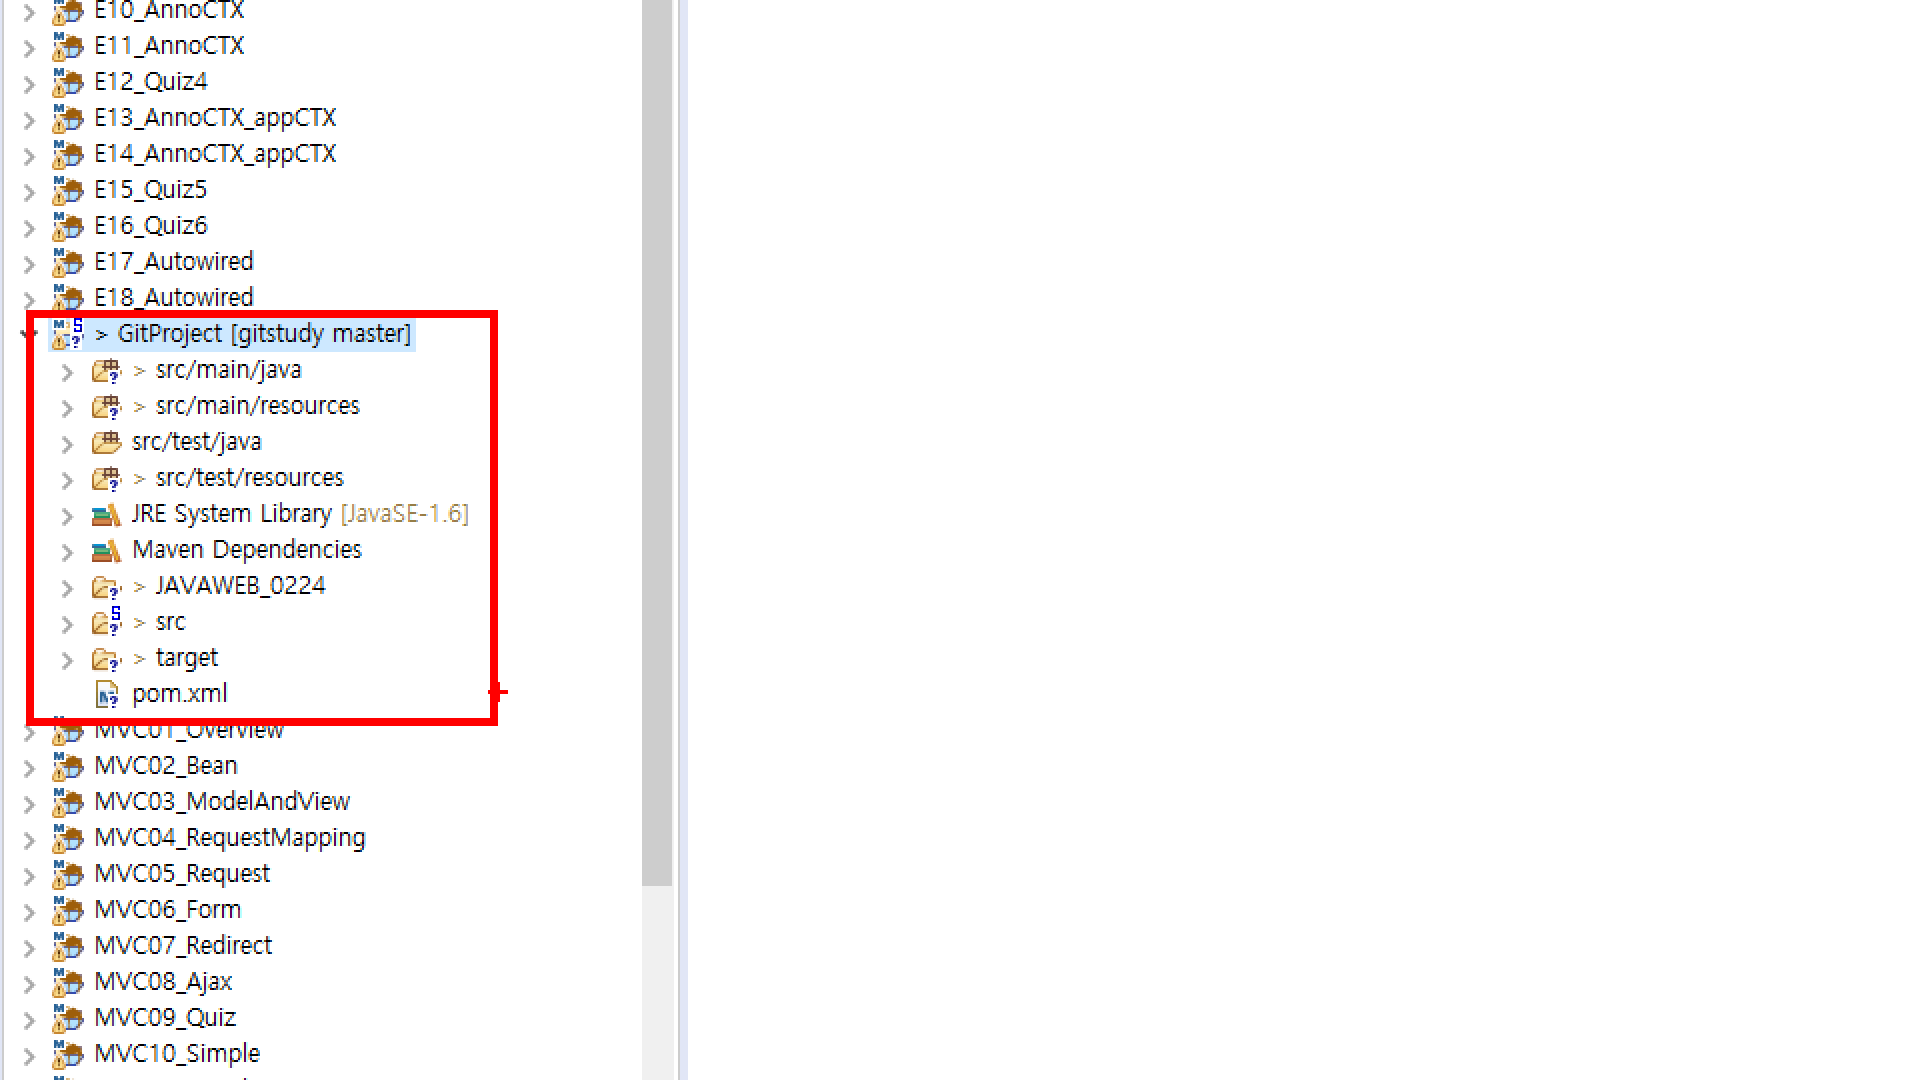 E10_AnnoCTX
E11_AnnoCTX
E12_Quiz4
E13_AnnoCTX_appCTX
E14_AnnoCTX_appCTX
E15_Quiz5
E16_Quiz6
E17_Autowired
E18_Autowired
> GitProject [gitstudy master]
> src/main/java
> src/main/resources
src/test/java
> src/test/resources
JRE System Library [JavaSE-1.6]
Maven Dependencies
> JAVAWEB_0224
> src
> target
pom.xml
MVC01_Overview
MVC02_Bean
MVC03_ModelAndView
MVC04_RequestMapping
MVC05_Request
MVC06_Form
MVC07_Redirect
MVC08_Ajax
MVC09_Quiz
MVC10_Simple